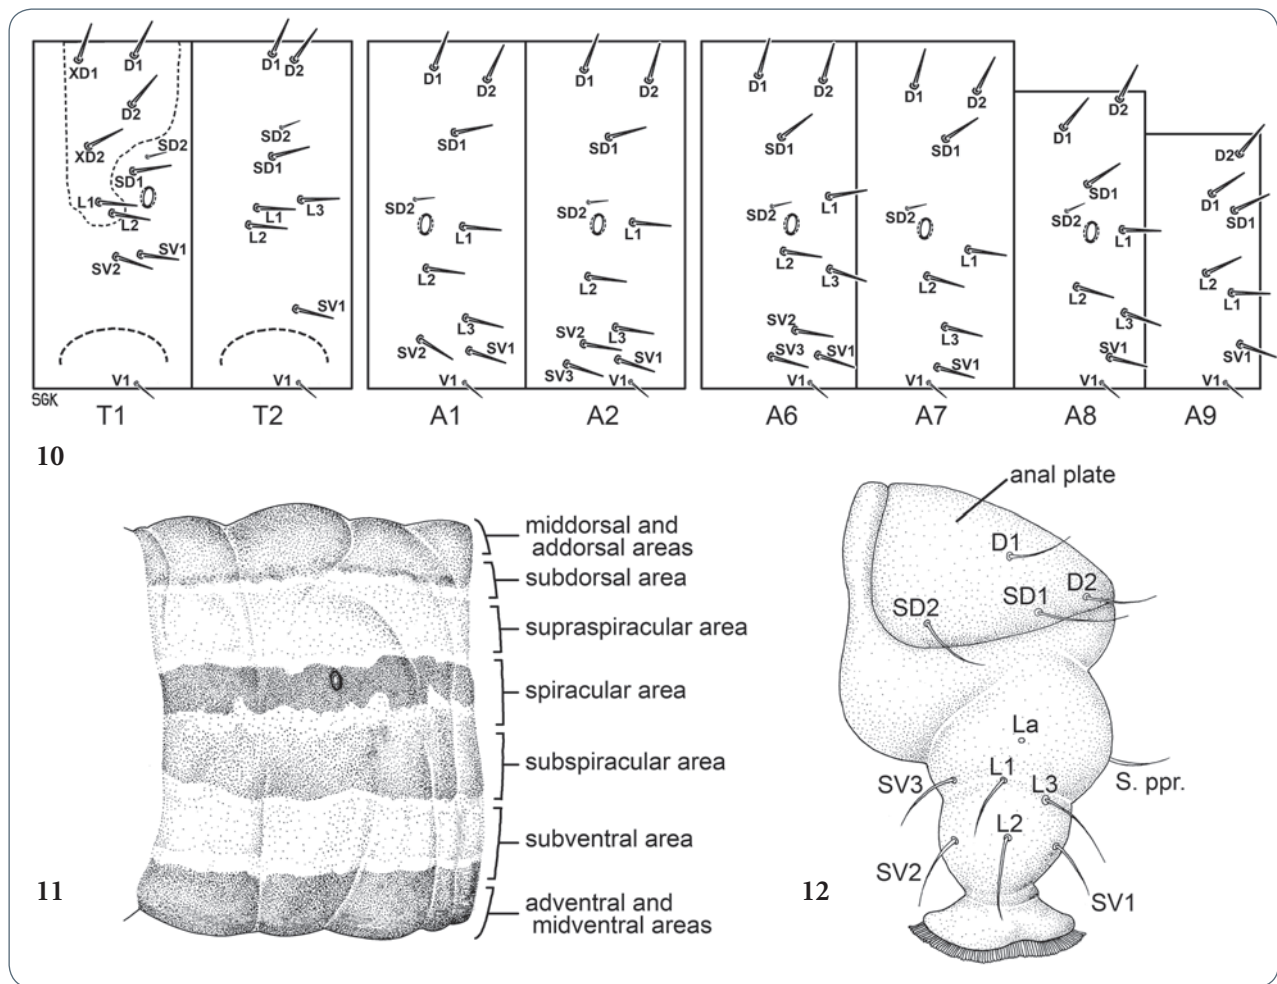 XD1
D1
D2
XD2
SD2
SD1
L1
L2
SV2
SV1
V1
SGK
T1
D1
D2
SD2
SD1
L3
L1
L2
SV1
V1
T2
D1
D2
SD1
SD2
L1
L2
L3
SV2
SV1
V1
A1
D1
D2
SD1
SD2
L1
L2
L3
SV2
SV1
SV3
V1
A2
D1
D2
SD1
L1
SD2
L2
L3
SV2
SV3
SV1
V1
A6
D1
D2
SD1
SD2
L1
L2
L3
SV1
V1
A7
D2
D1
SD1
SD2
L1
L2
L3
SV1
V1
A8
D2
D1
SD1
L2
L1
SV1
V1
A9
10
middorsal and
addorsal areas
subdorsal area
supraspiracular area
spiracular area
subspiracular area
subventral area
adventral and
midventral areas
11
anal plate
D1
D2
SD1
SD2
La
S. ppr.
SV3
L1
L3
L2
SV2
SV1
12